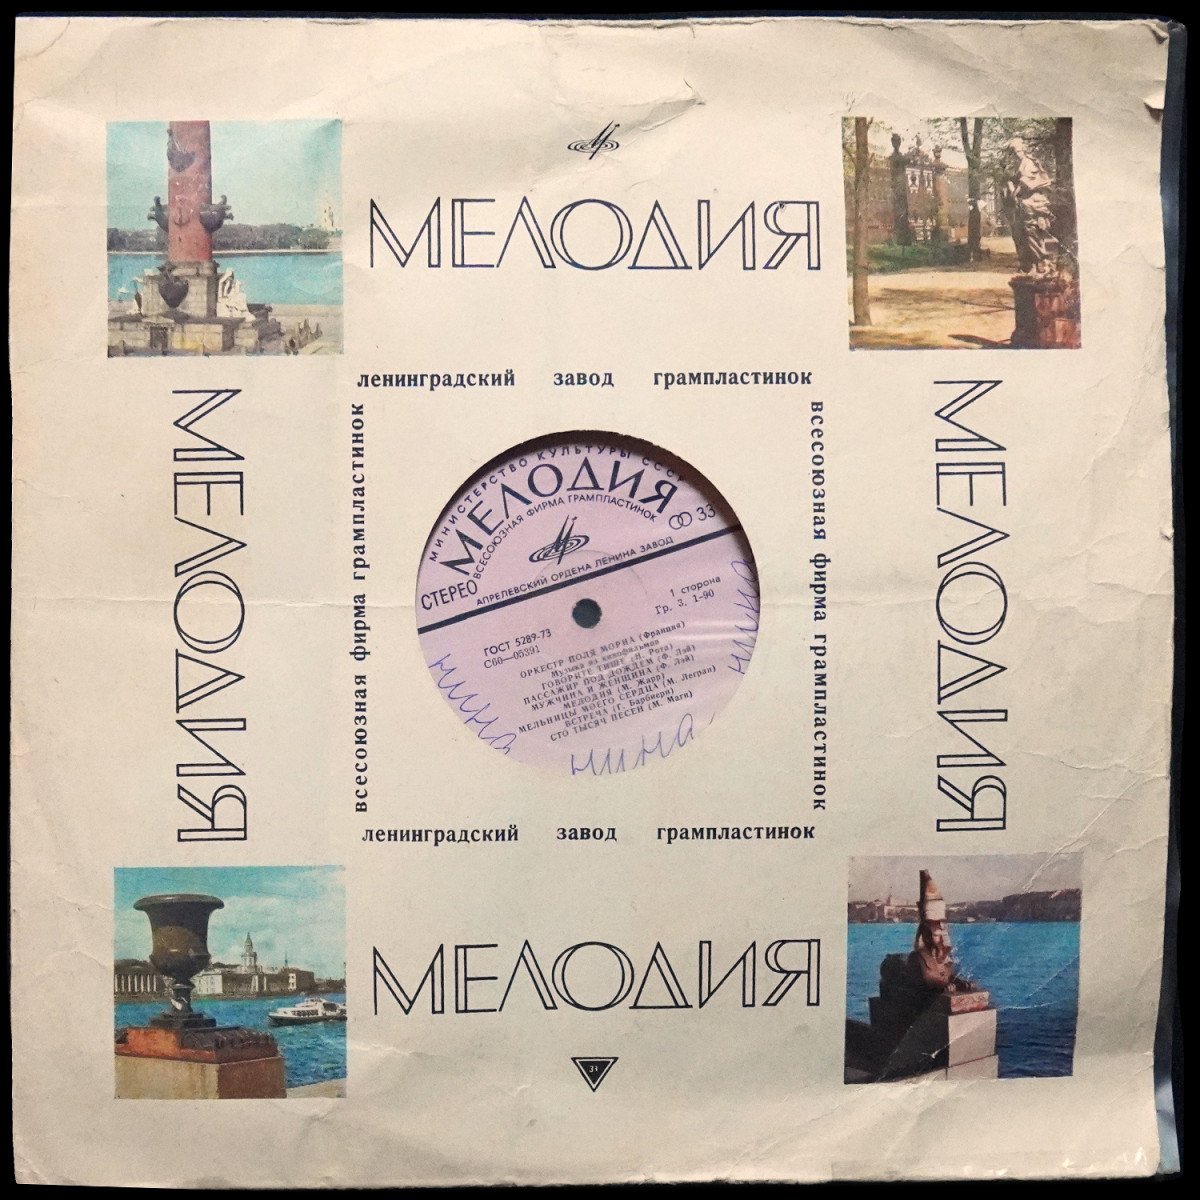 МЕЛОДИЯ
ленинградский завод грампластинок
МЕЛОДИЯ
всесоюзная фирма грампластинок
МИНИСТЕРСТВО КУЛЬТУРЫ СССР
МЕЛОДИЯ
ВСЕСОЮЗНАЯ ФИРМА ГРАМПЛАСТИНОК
33
СТЕРЕО
АПРЕЛЕВСКИЙ ОРДЕНА ЛЕНИНА ЗАВОД
ГОСТ 5289-73
С60—05391
1 сторона
Гр. 3. 1-90
ОРКЕСТР ПОЛЯ МОРИА (Франция)
Музыка из кинофильмов
ГОВОРИТЕ ТИШЕ (Н. Рота)
ПАССАЖИР ПОД ДОЖДЕМ (Ф. Лэй)
МУЖЧИНА И ЖЕНЩИНА (Ф. Лэй)
МЕЛОДИЯ (М. Жарр)
МЕЛЬНИЦЫ МОЕГО СЕРДЦА (М. Легран)
ВСТРЕЧА (Г. Барбиери)
СТО ТЫСЯЧ ПЕСЕН (М. Маги)
нина
нина
нина
всесоюзная фирма грампластинок
МЕЛОДИЯ
ленинградский завод грампластинок
МЕЛОДИЯ
33